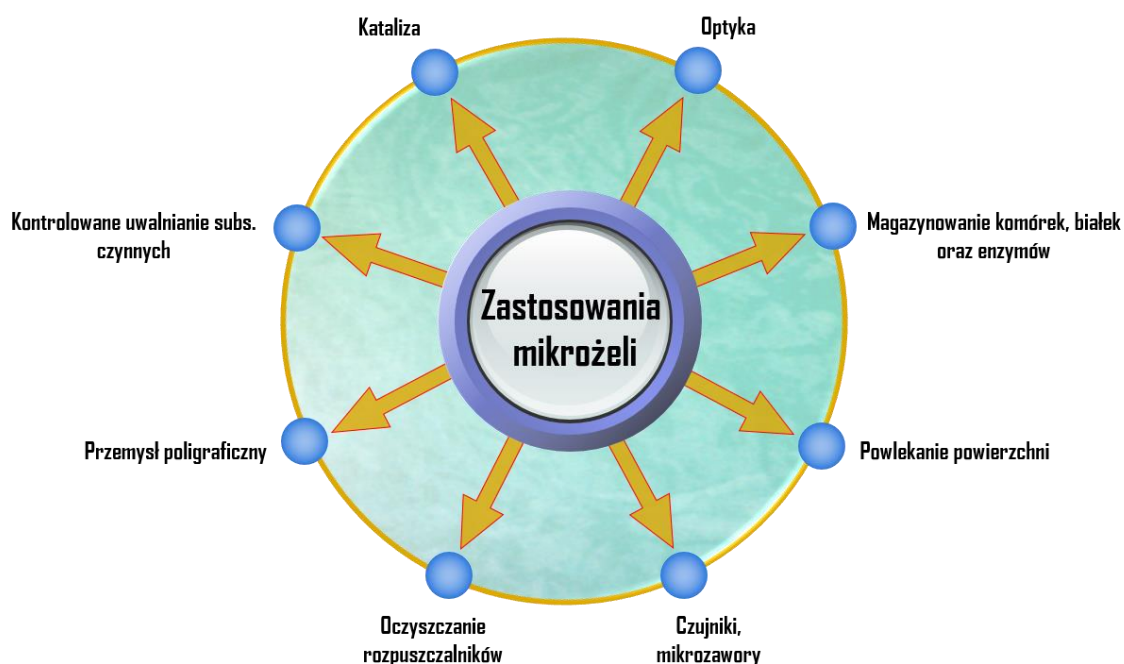 Kataliza
Optyka
Kontrolowane uwalnianie subs.
czynnych
Magazynowanie komórek, białek
oraz enzymów
Zastosowania
mikrożeli
Przemysł poligraficzny
Powlekanie powierzchni
Oczyszczanie
rozpuszczalników
Czujniki,
mikrozawory